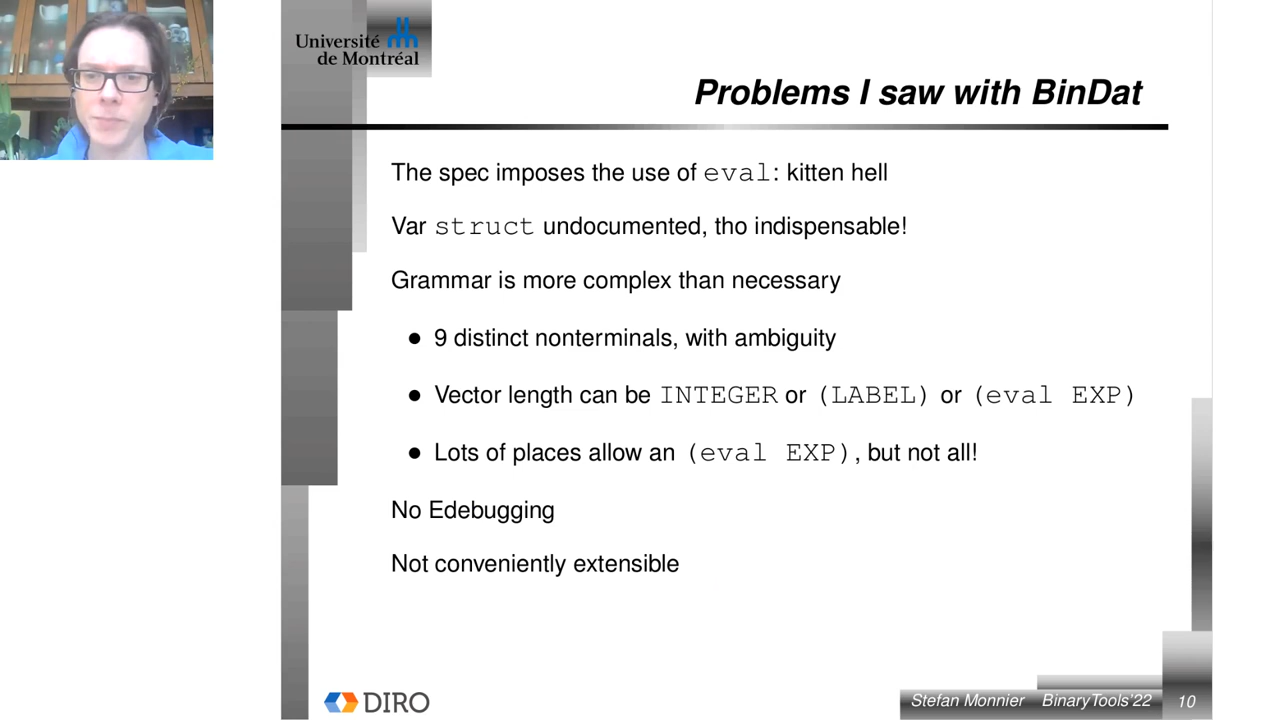 Université
de Montréal
Problems I saw with BinDat
The spec imposes the use of eval: kitten hell
Var struct undocumented, tho indispensable!
Grammar is more complex than necessary
● 9 distinct nonterminals, with ambiguity
● Vector length can be INTEGER or (LABEL) or (eval EXP)
● Lots of places allow an (eval EXP), but not all!
No Edebugging
Not conveniently extensible
DIRO
Stefan Monnier BinaryTools'22 10